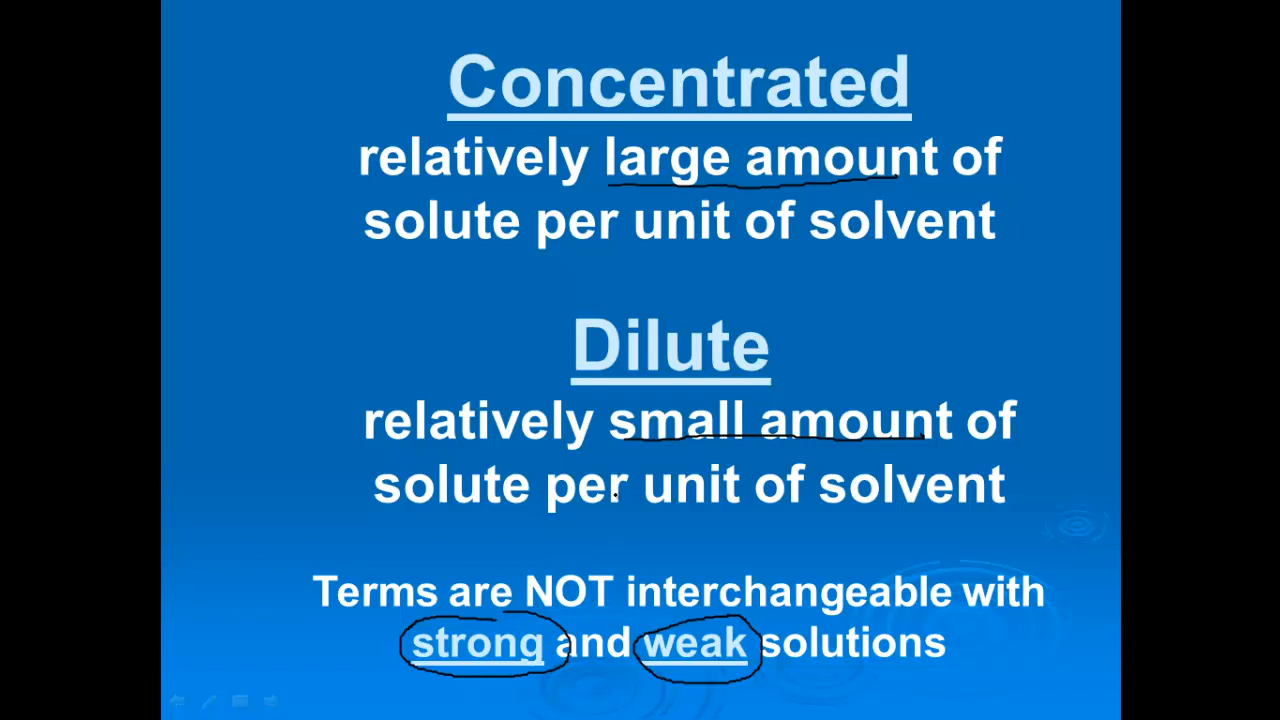 Concentrated
relatively large amount of
solute per unit of solvent
Dilute
relatively small amount of
solute per unit of solvent
Terms are NOT interchangeable with
strong and weak solutions